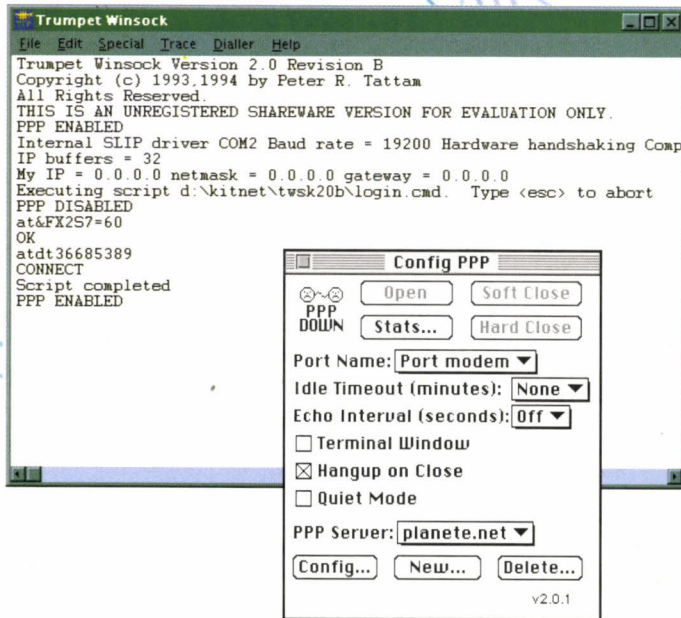 Trumpet Winsock
File Edit Special Trace Dialler Help
Trumpet Winsock Version 2.0 Revision B
Copyright (c) 1993,1994 by Peter R. Tattam
All Rights Reserved.
THIS IS AN UNREGISTERED SHAREWARE VERSION FOR EVALUATION ONLY.
PPP ENABLED
Internal SLIP driver COM2 Baud rate = 19200 Hardware handshaking Comp
IP buffers = 32
My IP = 0.0.0.0 netmask = 0.0.0.0 gateway = 0.0.0.0
Executing script d:\kitnet\twsk20b\login.cmd. Type <esc> to abort
PPP DISABLED
at&FX2S7=60
OK
atdt36685389
CONNECT
Script completed
PPP ENABLED
Config PPP
Open Soft Close
PPP
DOWN
Stats... Hard Close
Port Name: Port modem
Idle Timeout (minutes): None
Echo Interval (seconds): Off
Terminal Window
Hangup on Close
Quiet Mode
PPP Server: planete.net
Config... New... Delete...
v2.0.1